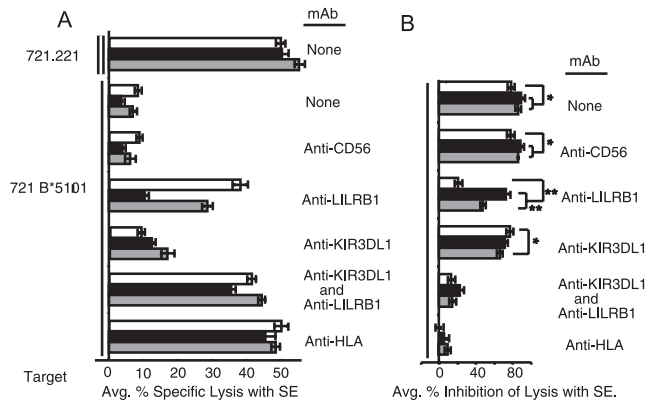 A
mAb
721.221
None
None
Anti-CD56
721 B*5101
Anti-LILRB1
Anti-KIR3DL1
Anti-KIR3DL1
and
Anti-LILRB1
Anti-HLA
0 10 20 30 40 50
Target
Avg. % Specific Lysis with SE
B
mAb
*
None
*
Anti-CD56
**
**
Anti-LILRB1
*
Anti-KIR3DL1
Anti-KIR3DL1
and
Anti-LILRB1
Anti-HLA
0 40 80
Avg. % Inhibition of Lysis with SE.